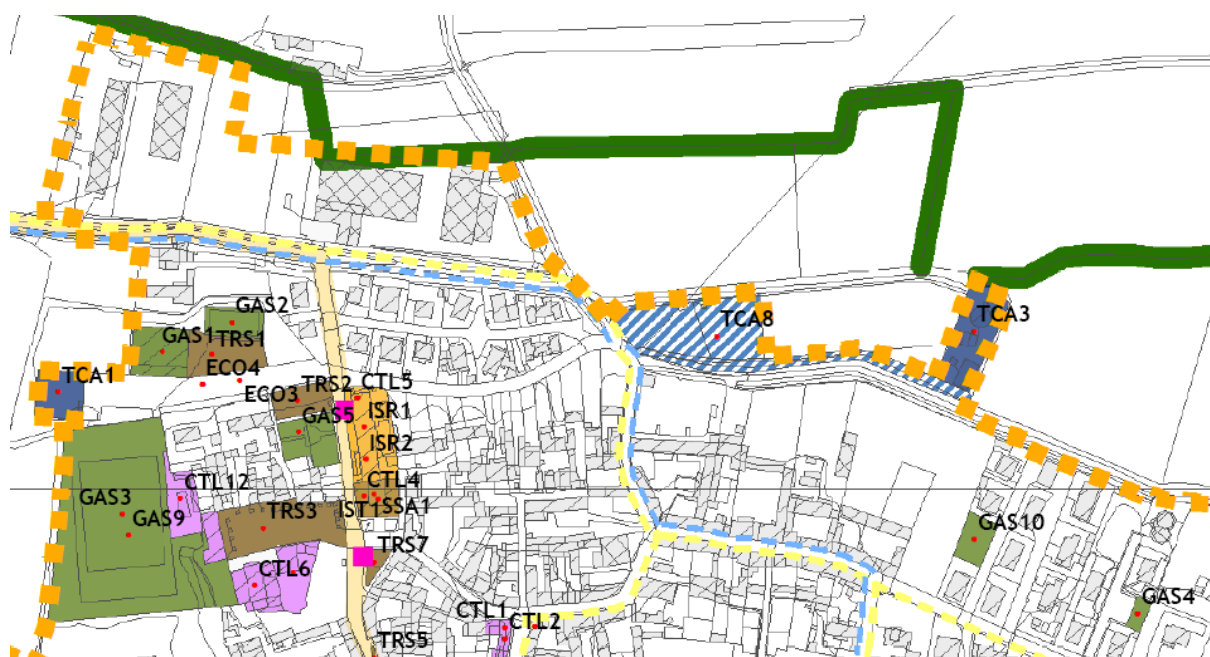 GAS2
TCA8
TCA3
GAS1
TRS1
ECO4
TCA1
TRS2
CTL5
ECO3
GAS5
ISR1
ISR2
CTL12
CTL4
GAS3
IST1
SSA1
GAS9
TRS3
GAS10
TRS7
CTL6
GAS4
CTL1
CTL2
TRS5